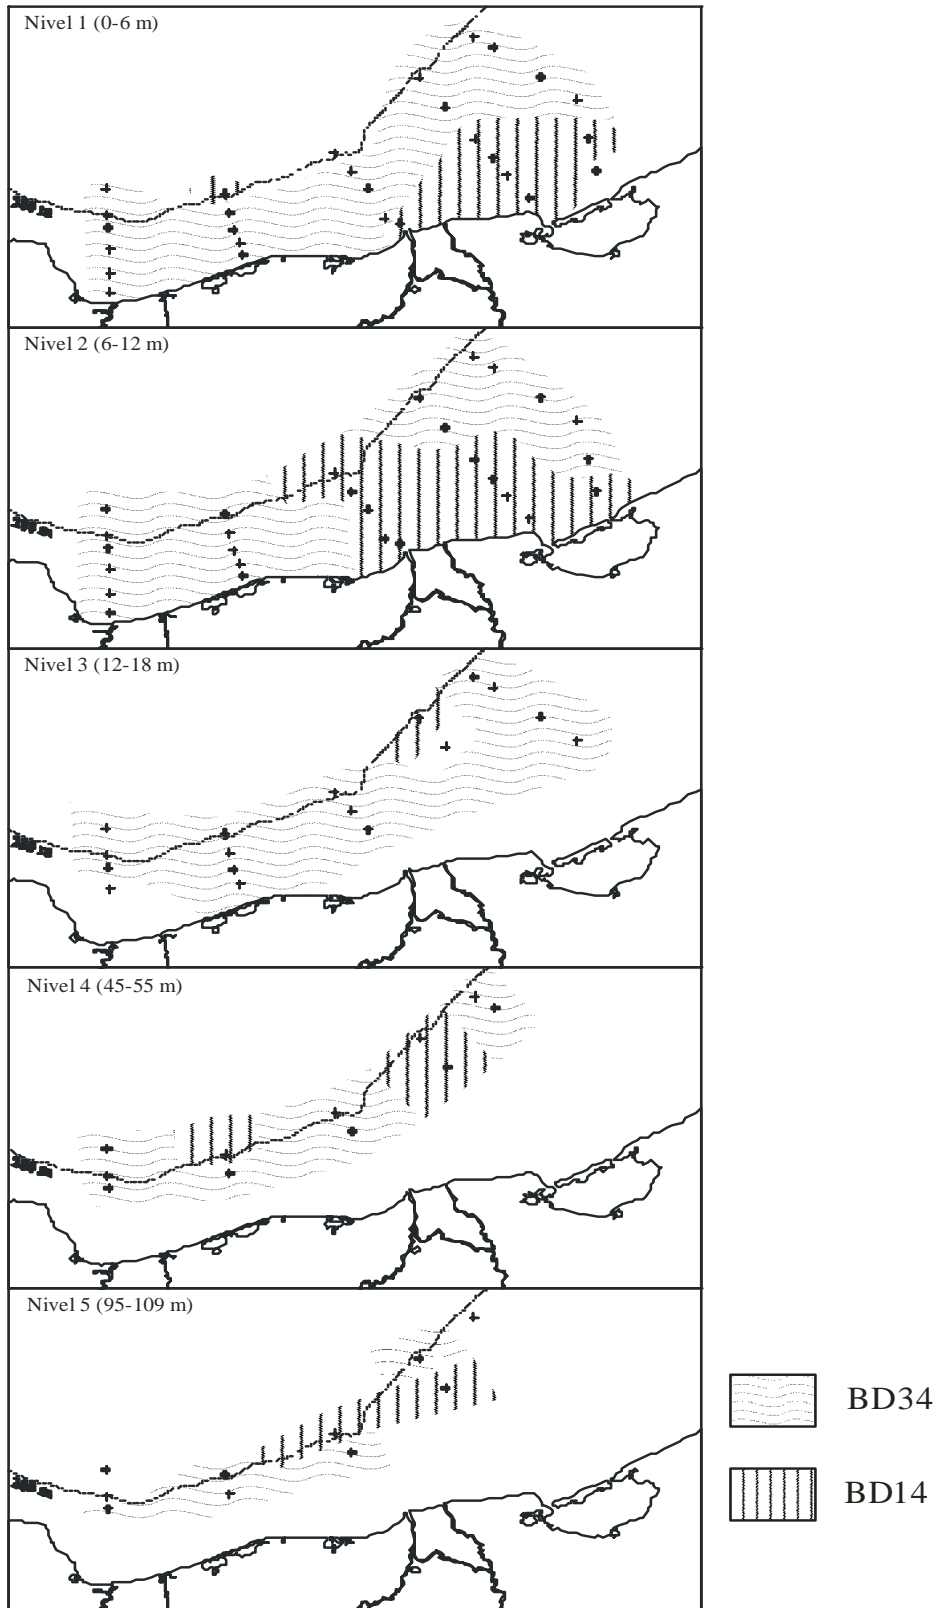 Nivel 1 (0-6 m)
Nivel 2 (6-12 m)
Nivel 3 (12-18 m)
Nivel 4 (45-55 m)
Nivel 5 (95-109 m)
BD34
BD14